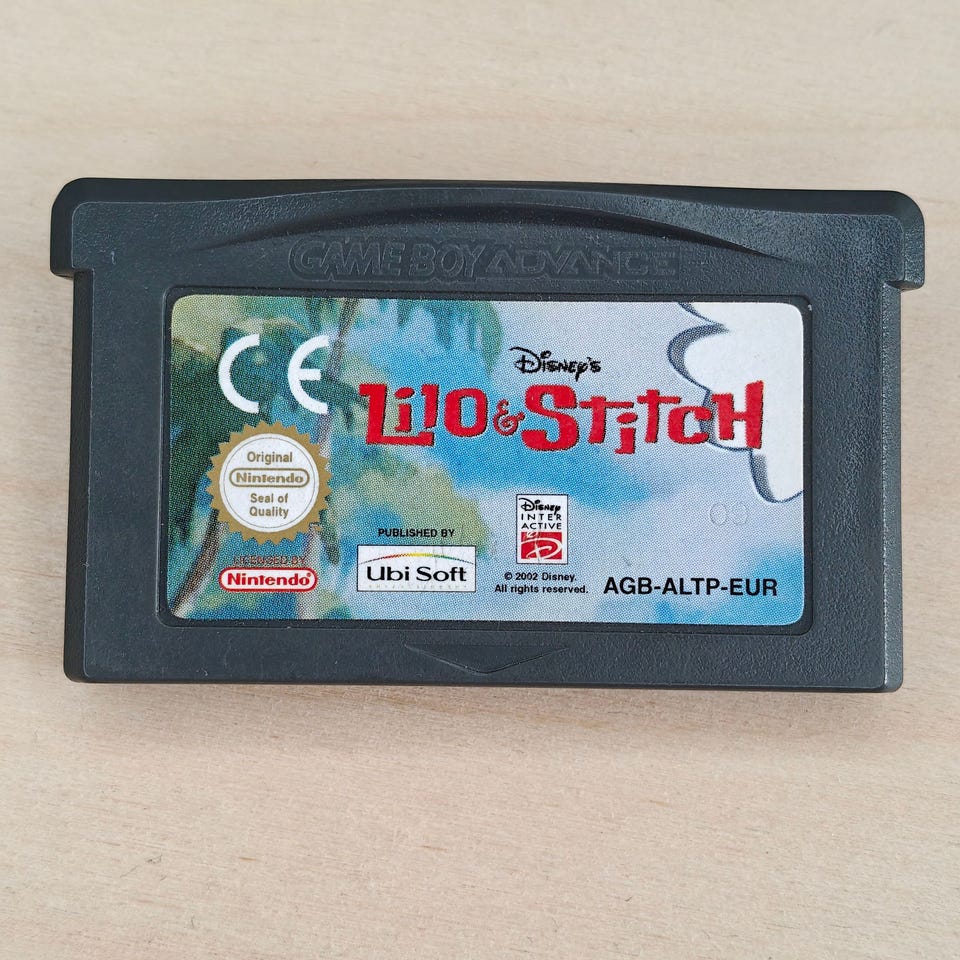 GAME BOY ADVANCE
CE
Disney's
Lilo & Stitch
Original
Nintendo
Seal of
Quality
LICENSED BY
Nintendo®
PUBLISHED BY
Ubi Soft
Disney
INTER
ACTIVE
© 2002 Disney.
All rights reserved.
AGB-ALTP-EUR